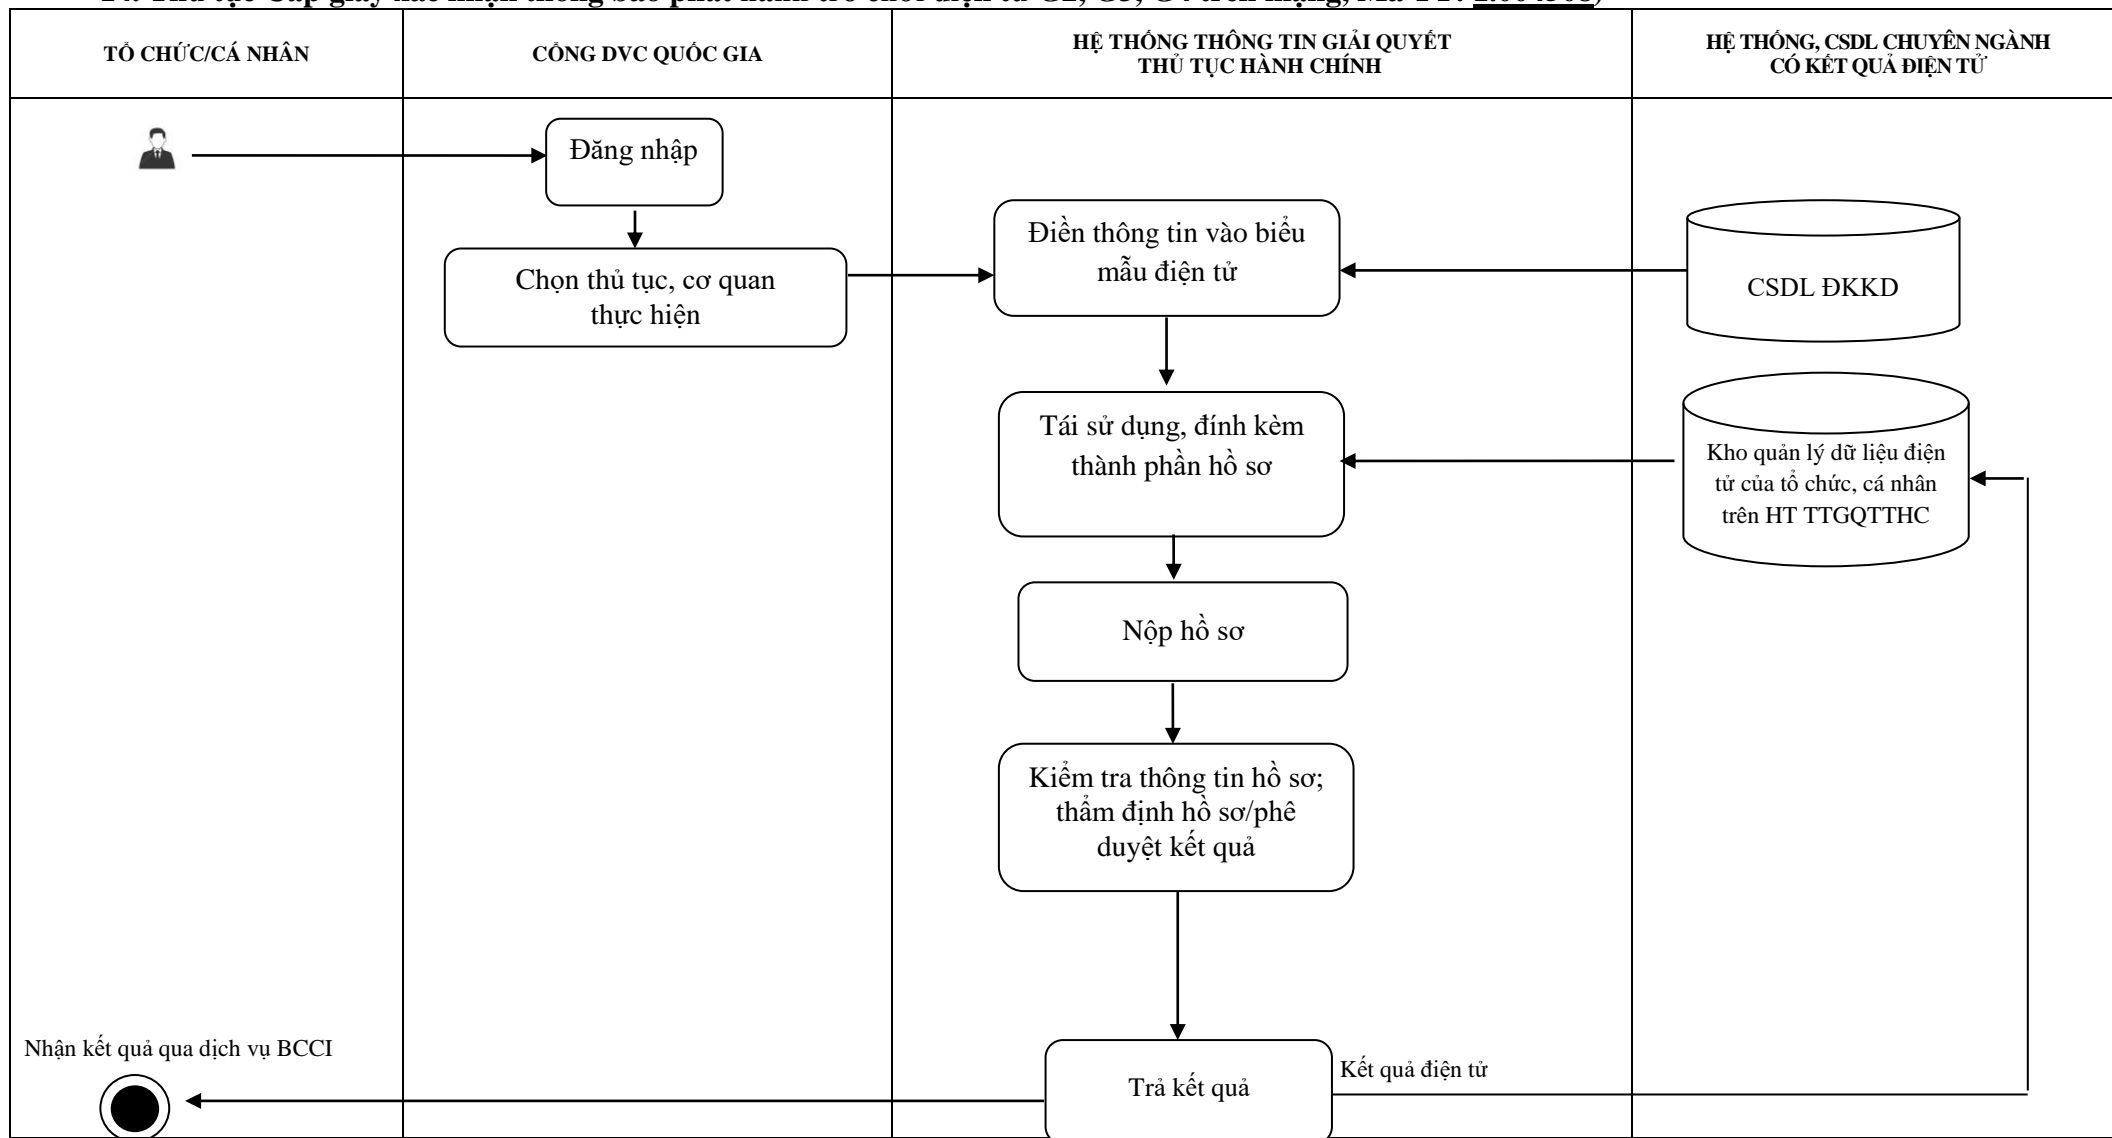 TỔ CHỨC/CÁ NHÂN
CỔNG DVC QUỐC GIA
HỆ THỐNG THÔNG TIN GIẢI QUYẾT
THỦ TỤC HÀNH CHÍNH
HỆ THỐNG, CSDL CHUYÊN NGÀNH
CÓ KẾT QUẢ ĐIỆN TỬ
Đăng nhập
Chọn thủ tục, cơ quan
thực hiện
Điền thông tin vào biểu
mẫu điện tử
CSDL ĐKKD
Tái sử dụng, đính kèm
thành phần hồ sơ
Kho quản lý dữ liệu điện
tử của tổ chức, cá nhân
trên HT TTGQTTHC
Nộp hồ sơ
Kiểm tra thông tin hồ sơ;
thẩm định hồ sơ/phê
duyệt kết quả
Nhận kết quả qua dịch vụ BCCI
Trả kết quả
Kết quả điện tử